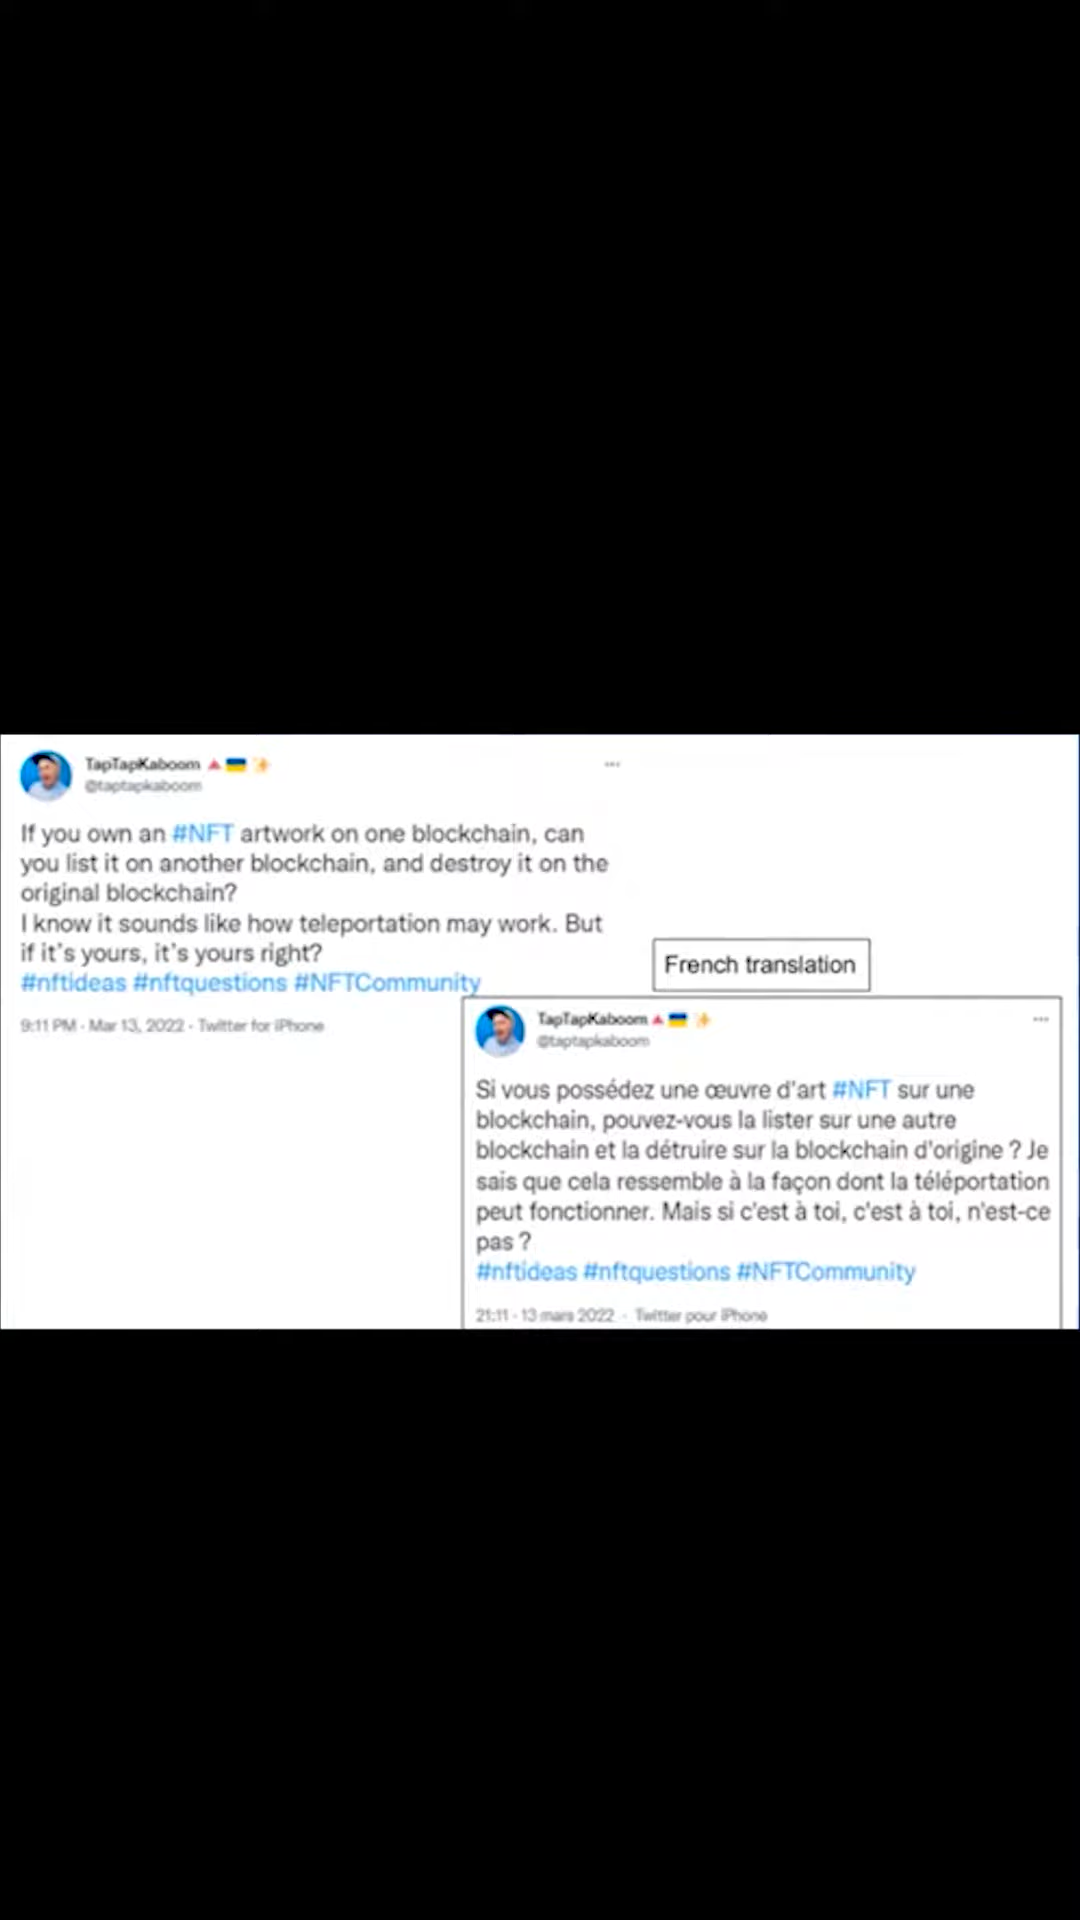 TapTapKaboom 🔺🇺🇦✨
@taptapkaboom
...
If you own an #NFT artwork on one blockchain, can
you list it on another blockchain, and destroy it on the
original blockchain?
I know it sounds like how teleportation may work. But
if it's yours, it's yours right?
#nftideas #nftquestions #NFTCommunity
9:11 PM · Mar 13, 2022 · Twitter for iPhone
French translation
TapTapKaboom 🔺🇺🇦✨
@taptapkaboom
...
Si vous possédez une œuvre d'art #NFT sur une
blockchain, pouvez-vous la lister sur une autre
blockchain et la détruire sur la blockchain d'origine ? Je
sais que cela ressemble à la façon dont la téléportation
peut fonctionner. Mais si c'est à toi, c'est à toi, n'est-ce
pas ?
#nftideas #nftquestions #NFTCommunity
21:11 · 13 mars 2022 · Twitter pour iPhone